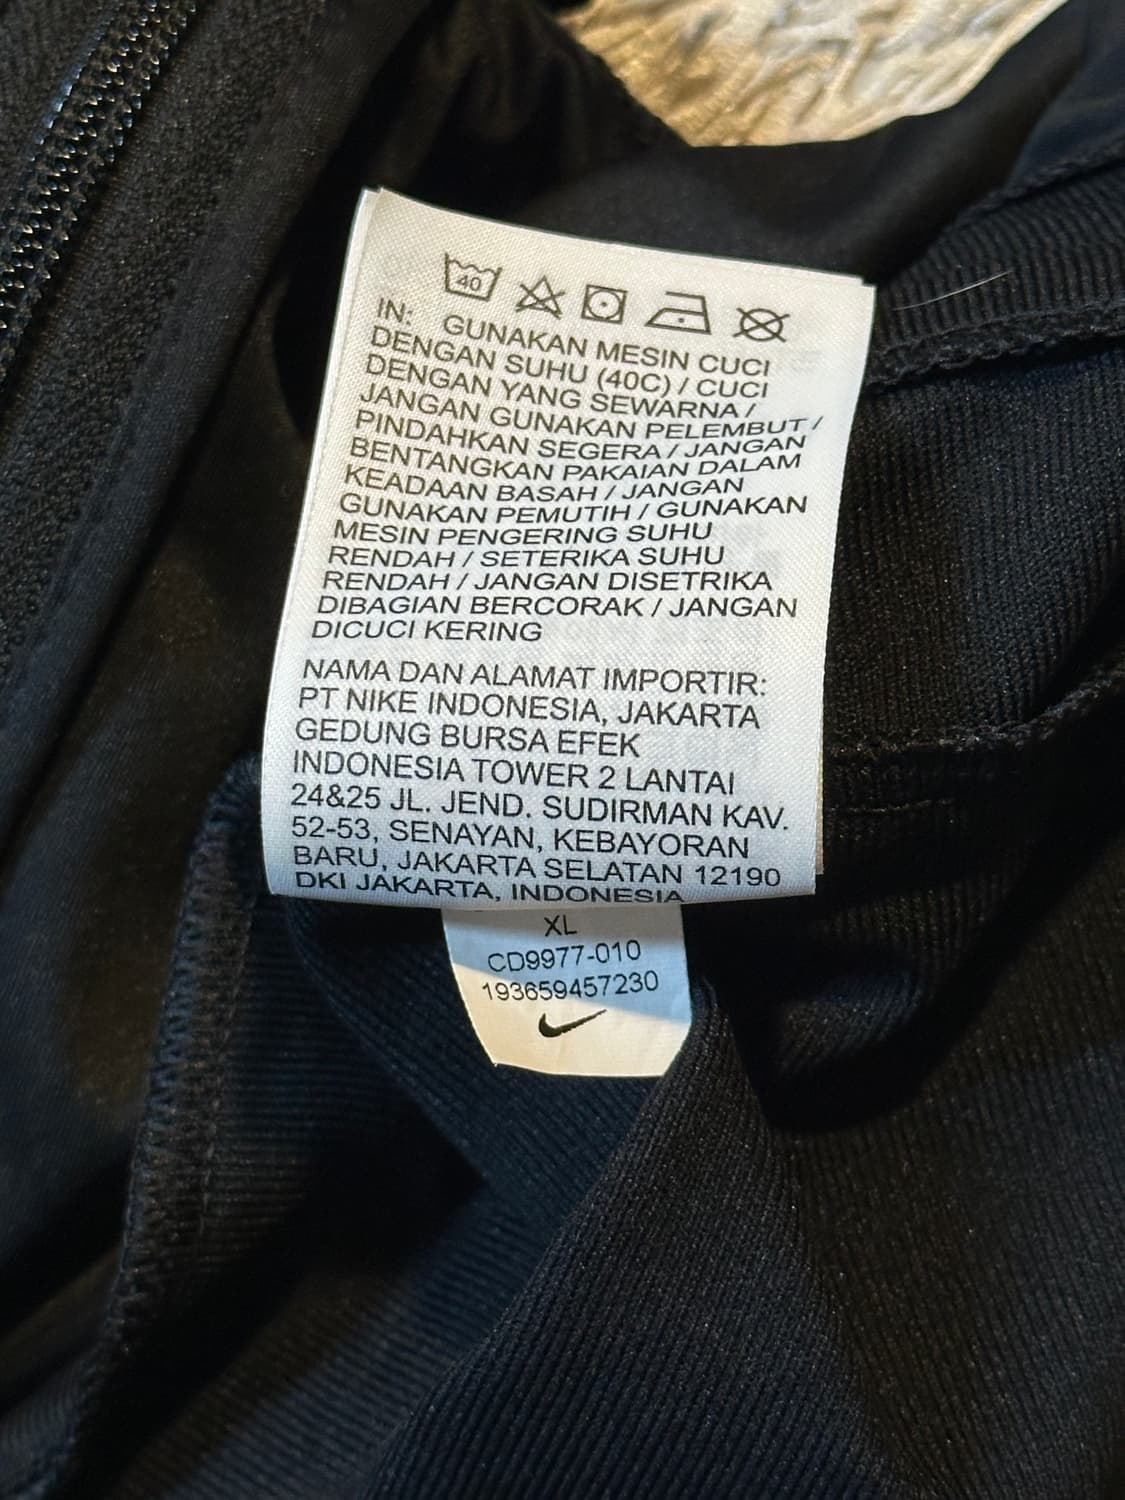 40
IN: GUNAKAN MESIN CUCI
DENGAN SUHU (40C) / CUCI
DENGAN YANG SEWARNA /
JANGAN GUNAKAN PELEMBUT /
PINDAHKAN SEGERA / JANGAN
BENTANGKAN PAKAIAN DALAM
KEADAAN BASAH / JANGAN
GUNAKAN PEMUTIH / GUNAKAN
MESIN PENGERING SUHU
RENDAH / SETERIKA SUHU
RENDAH / JANGAN DISETRIKA
DIBAGIAN BERCORAK / JANGAN
DICUCI KERING
NAMA DAN ALAMAT IMPORTIR:
PT NIKE INDONESIA, JAKARTA
GEDUNG BURSA EFEK
INDONESIA TOWER 2 LANTAI
24&25 JL. JEND. SUDIRMAN KAV.
52-53, SENAYAN, KEBAYORAN
BARU, JAKARTA SELATAN 12190
DKI JAKARTA, INDONESIA
XL
CD9977-010
193659457230